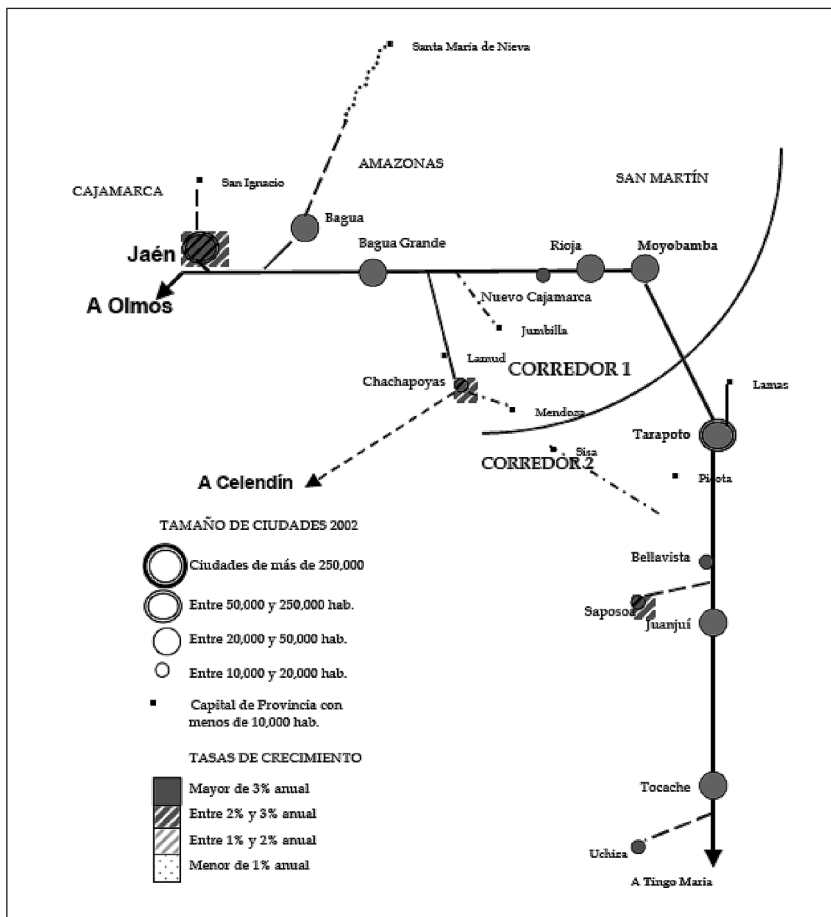 Santa María de Nieva
AMAZONAS
SAN MARTÍN
CAJAMARCA
San Ignacio
Bagua
Jaén
Bagua Grande
Rioja
Moyobamba
A Olmos
Nuevo Cajamarca
Jumbilla
Lamud
CORREDOR 1
Chachapoyas
Lamas
Mendoza
Tarapoto
Sisa
CORREDOR 2
Picota
A Celendín
TAMAÑO DE CIUDADES 2002
Ciudades de más de 250,000
Entre 50,000 y 250,000 hab.
Entre 20,000 y 50,000 hab.
Entre 10,000 y 20,000 hab.
Capital de Provincia con
menos de 10,000 hab.
TASAS DE CRECIMIENTO
Mayor de 3% anual
Entre 2% y 3% anual
Entre 1% y 2% anual
Menor de 1% anual
Bellavista
Saposoa
Juanjuí
Tocache
Uchiza
A Tingo María